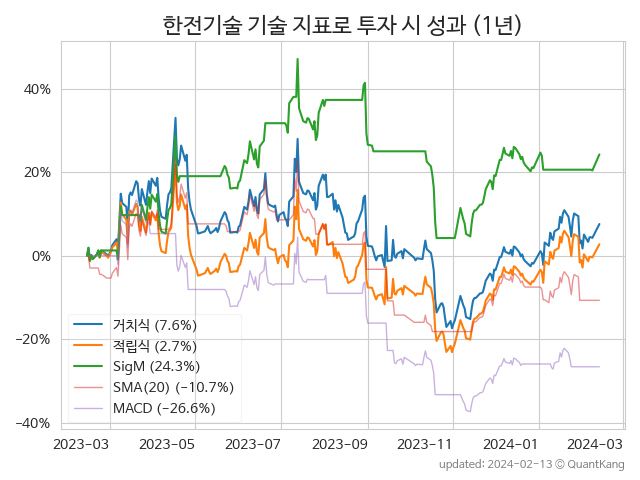 한전기술 기술 지표로 투자 시 성과 (1년)
40%
20%
0%
−20%
−40%
거치식 (7.6%)
적립식 (2.7%)
SigM (24.3%)
SMA(20) (−10.7%)
MACD (−26.6%)
2023-03
2023-05
2023-07
2023-09
2023-11
2024-01
2024-03
updated: 2024-02-13 © QuantKang